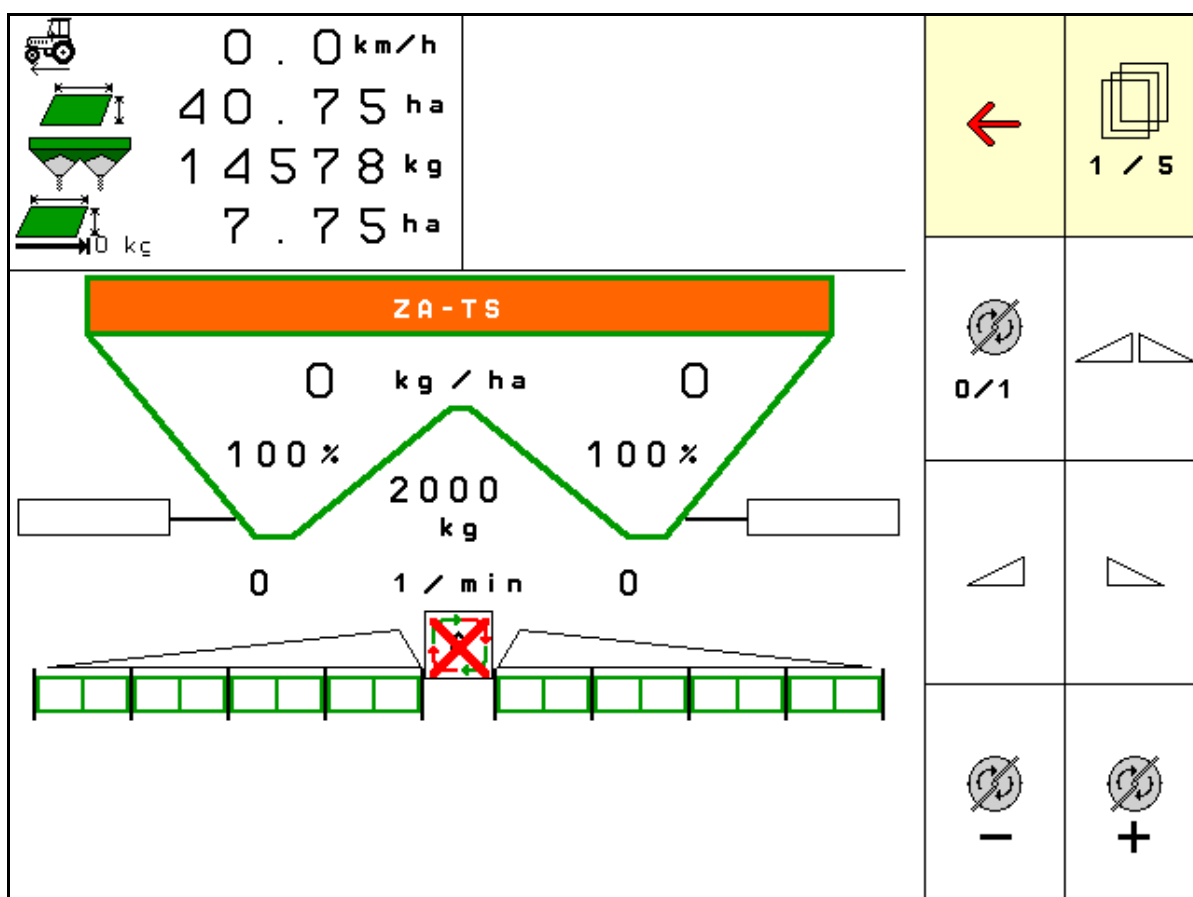 0.0 km/h
40.75 ha
14578 kg
7.75 ha
0 kg
1 / 5
ZA-TS
0 kg / ha 0
100% 100%
2000
kg
0 1 / min 0
0/1
−
+